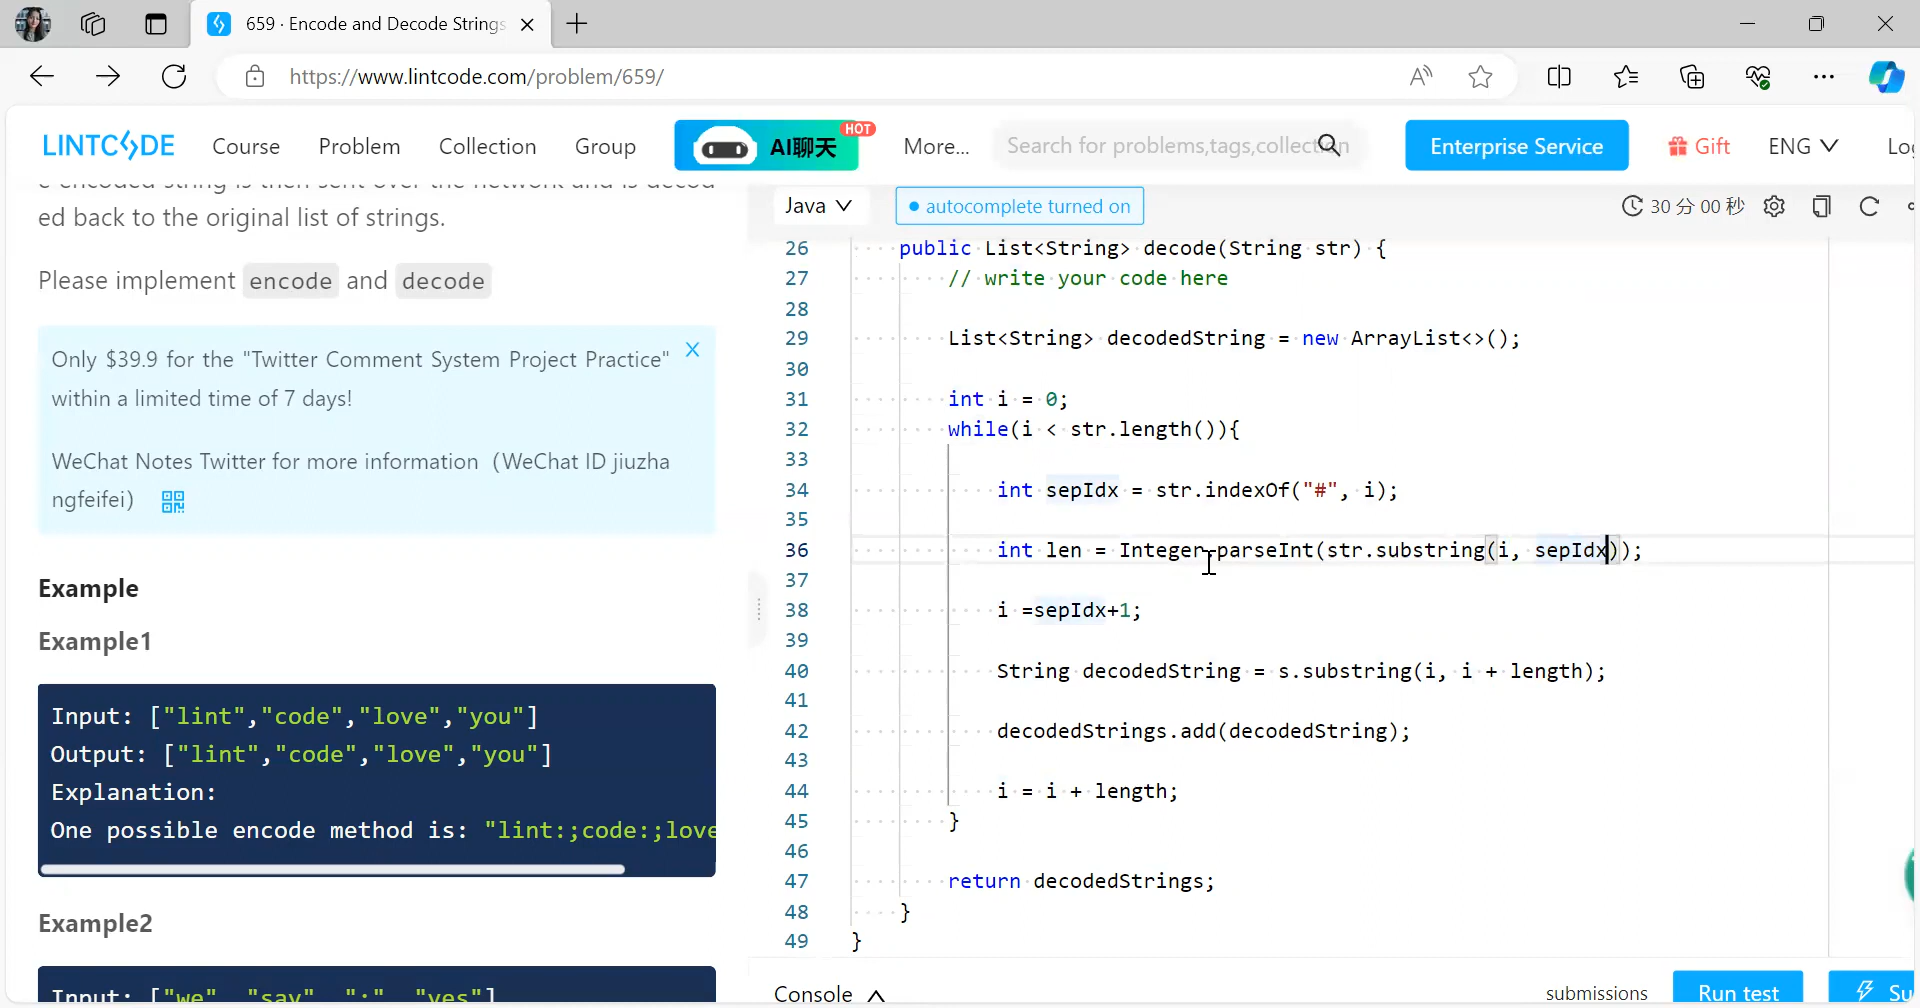 659 · Encode and Decode Strings
https://www.lintcode.com/problem/659/
LINTCODE Course Problem Collection Group AI聊天 HOT More... Search for problems,tags,collection Enterprise Service Gift ENG
ed back to the original list of strings.
Please implement encode and decode
Only $39.9 for the "Twitter Comment System Project Practice"
within a limited time of 7 days!
WeChat Notes Twitter for more information (WeChat ID jiuzha
ngfeifei)
Example
Example1
Input: ["lint","code","love","you"]
Output: ["lint","code","love","you"]
Explanation:
One possible encode method is: "lint:;code:;love
Example2
Input: ["we", "say", ":", "yes"]
Java autocomplete turned on 30 分 00 秒
26 public List<String> decode(String str) {
27 // write your code here
28
29 List<String> decodedString = new ArrayList<>();
30
31 int i = 0;
32 while(i < str.length()){
33
34 int sepIdx = str.indexOf("#", i);
35
36 int len = Integer.parseInt(str.substring(i, sepIdx));
37
38 i =sepIdx+1;
39
40 String decodedString = s.substring(i, i + length);
41
42 decodedStrings.add(decodedString);
43
44 i = i + length;
45 }
46
47 return decodedStrings;
48 }
49 }
Console submissions Run test